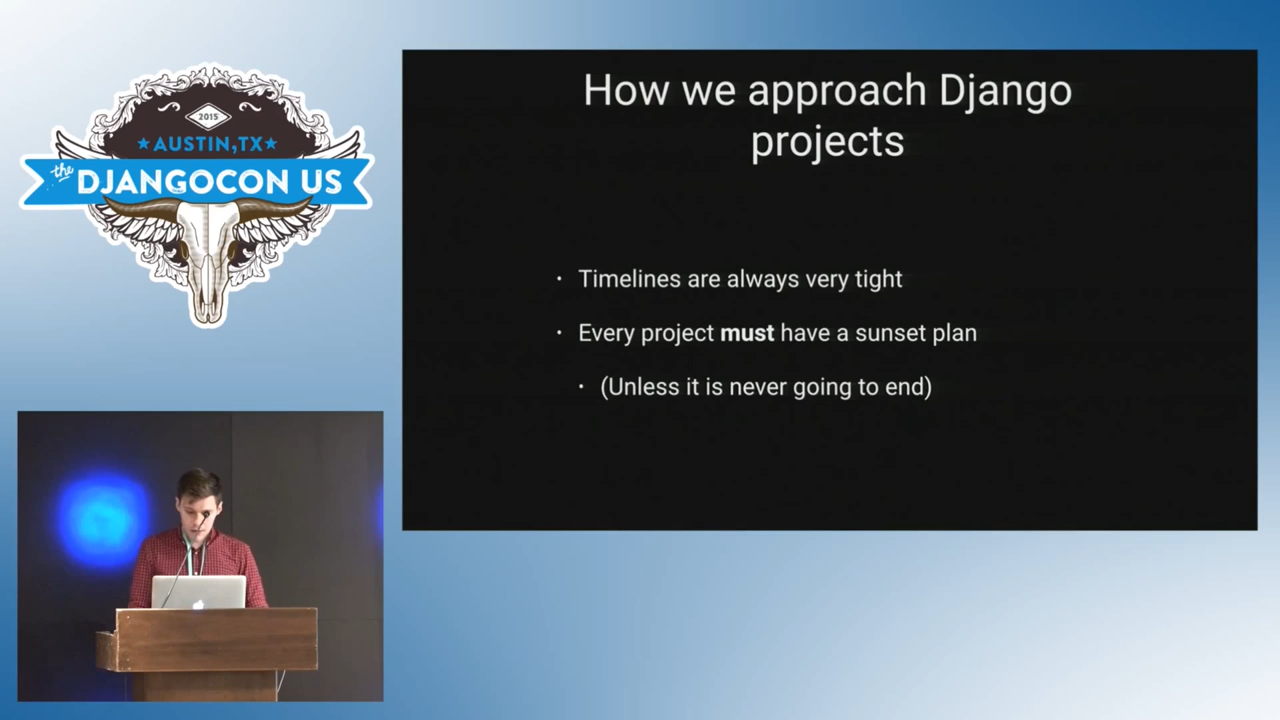 2015
AUSTIN, TX
the
DJANGOCON US
How we approach Django
projects
· Timelines are always very tight
· Every project must have a sunset plan
· (Unless it is never going to end)